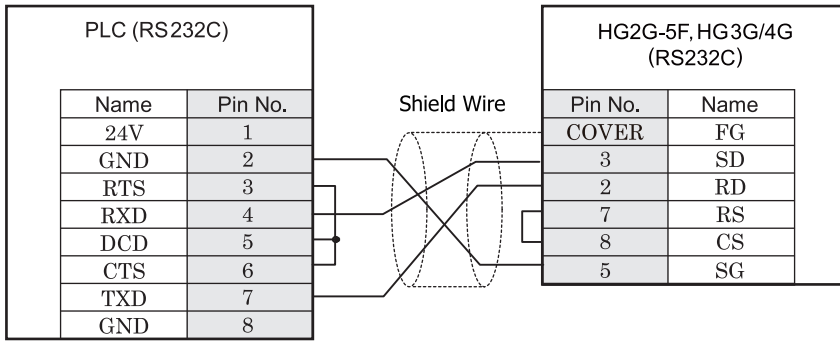 PLC (RS232C)
Name Pin No.
24V 1
GND 2
RTS 3
RXD 4
DCD 5
CTS 6
TXD 7
GND 8
Shield Wire
HG2G-5F, HG3G/4G
(RS232C)
Pin No. Name
COVER FG
3 SD
2 RD
7 RS
8 CS
5 SG